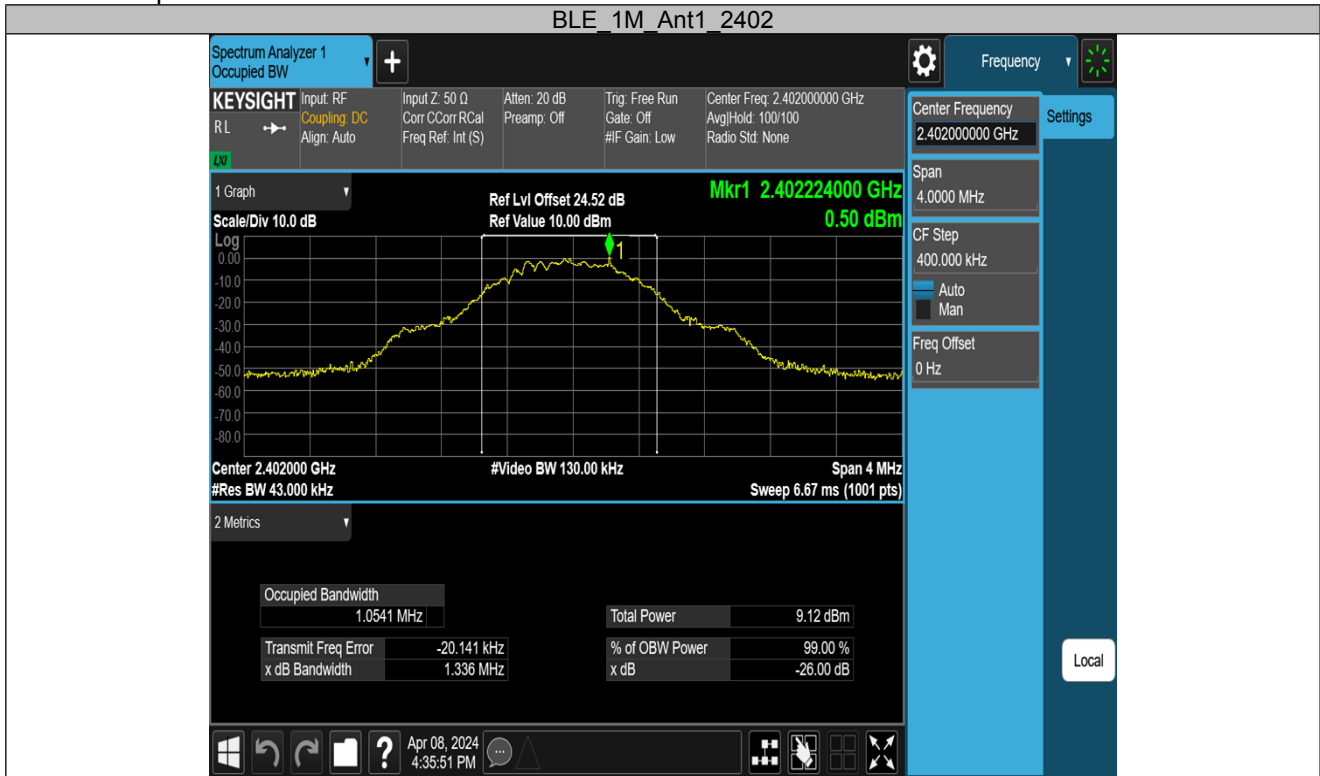 BLE_1M_Ant1_2402
Spectrum Analyzer 1
Occupied BW
+
Frequency
KEYSIGHT
RL
LXI
Input: RF
Coupling: DC
Align: Auto
Input Z: 50 Ω
Corr CCorr RCal
Freq Ref: Int (S)
Atten: 20 dB
Preamp: Off
Trig: Free Run
Gate: Off
#IF Gain: Low
Center Freq: 2.402000000 GHz
Avg|Hold: 100/100
Radio Std: None
Center Frequency
2.402000000 GHz
Settings
Span
4.0000 MHz
CF Step
400.000 kHz
Auto
Man
Freq Offset
0 Hz
1 Graph
Scale/Div 10.0 dB
Ref Lvl Offset 24.52 dB
Ref Value 10.00 dBm
Mkr1 2.402224000 GHz
0.50 dBm
Log
0.00
-10.0
-20.0
-30.0
-40.0
-50.0
-60.0
-70.0
-80.0
1
Center 2.402000 GHz
#Video BW 130.00 kHz
Span 4 MHz
#Res BW 43.000 kHz
Sweep 6.67 ms (1001 pts)
2 Metrics
Occupied Bandwidth
1.0541 MHz
Total Power 9.12 dBm
Transmit Freq Error -20.141 kHz
% of OBW Power 99.00 %
x dB Bandwidth 1.336 MHz
x dB -26.00 dB
Local
?
Apr 08, 2024
4:35:51 PM